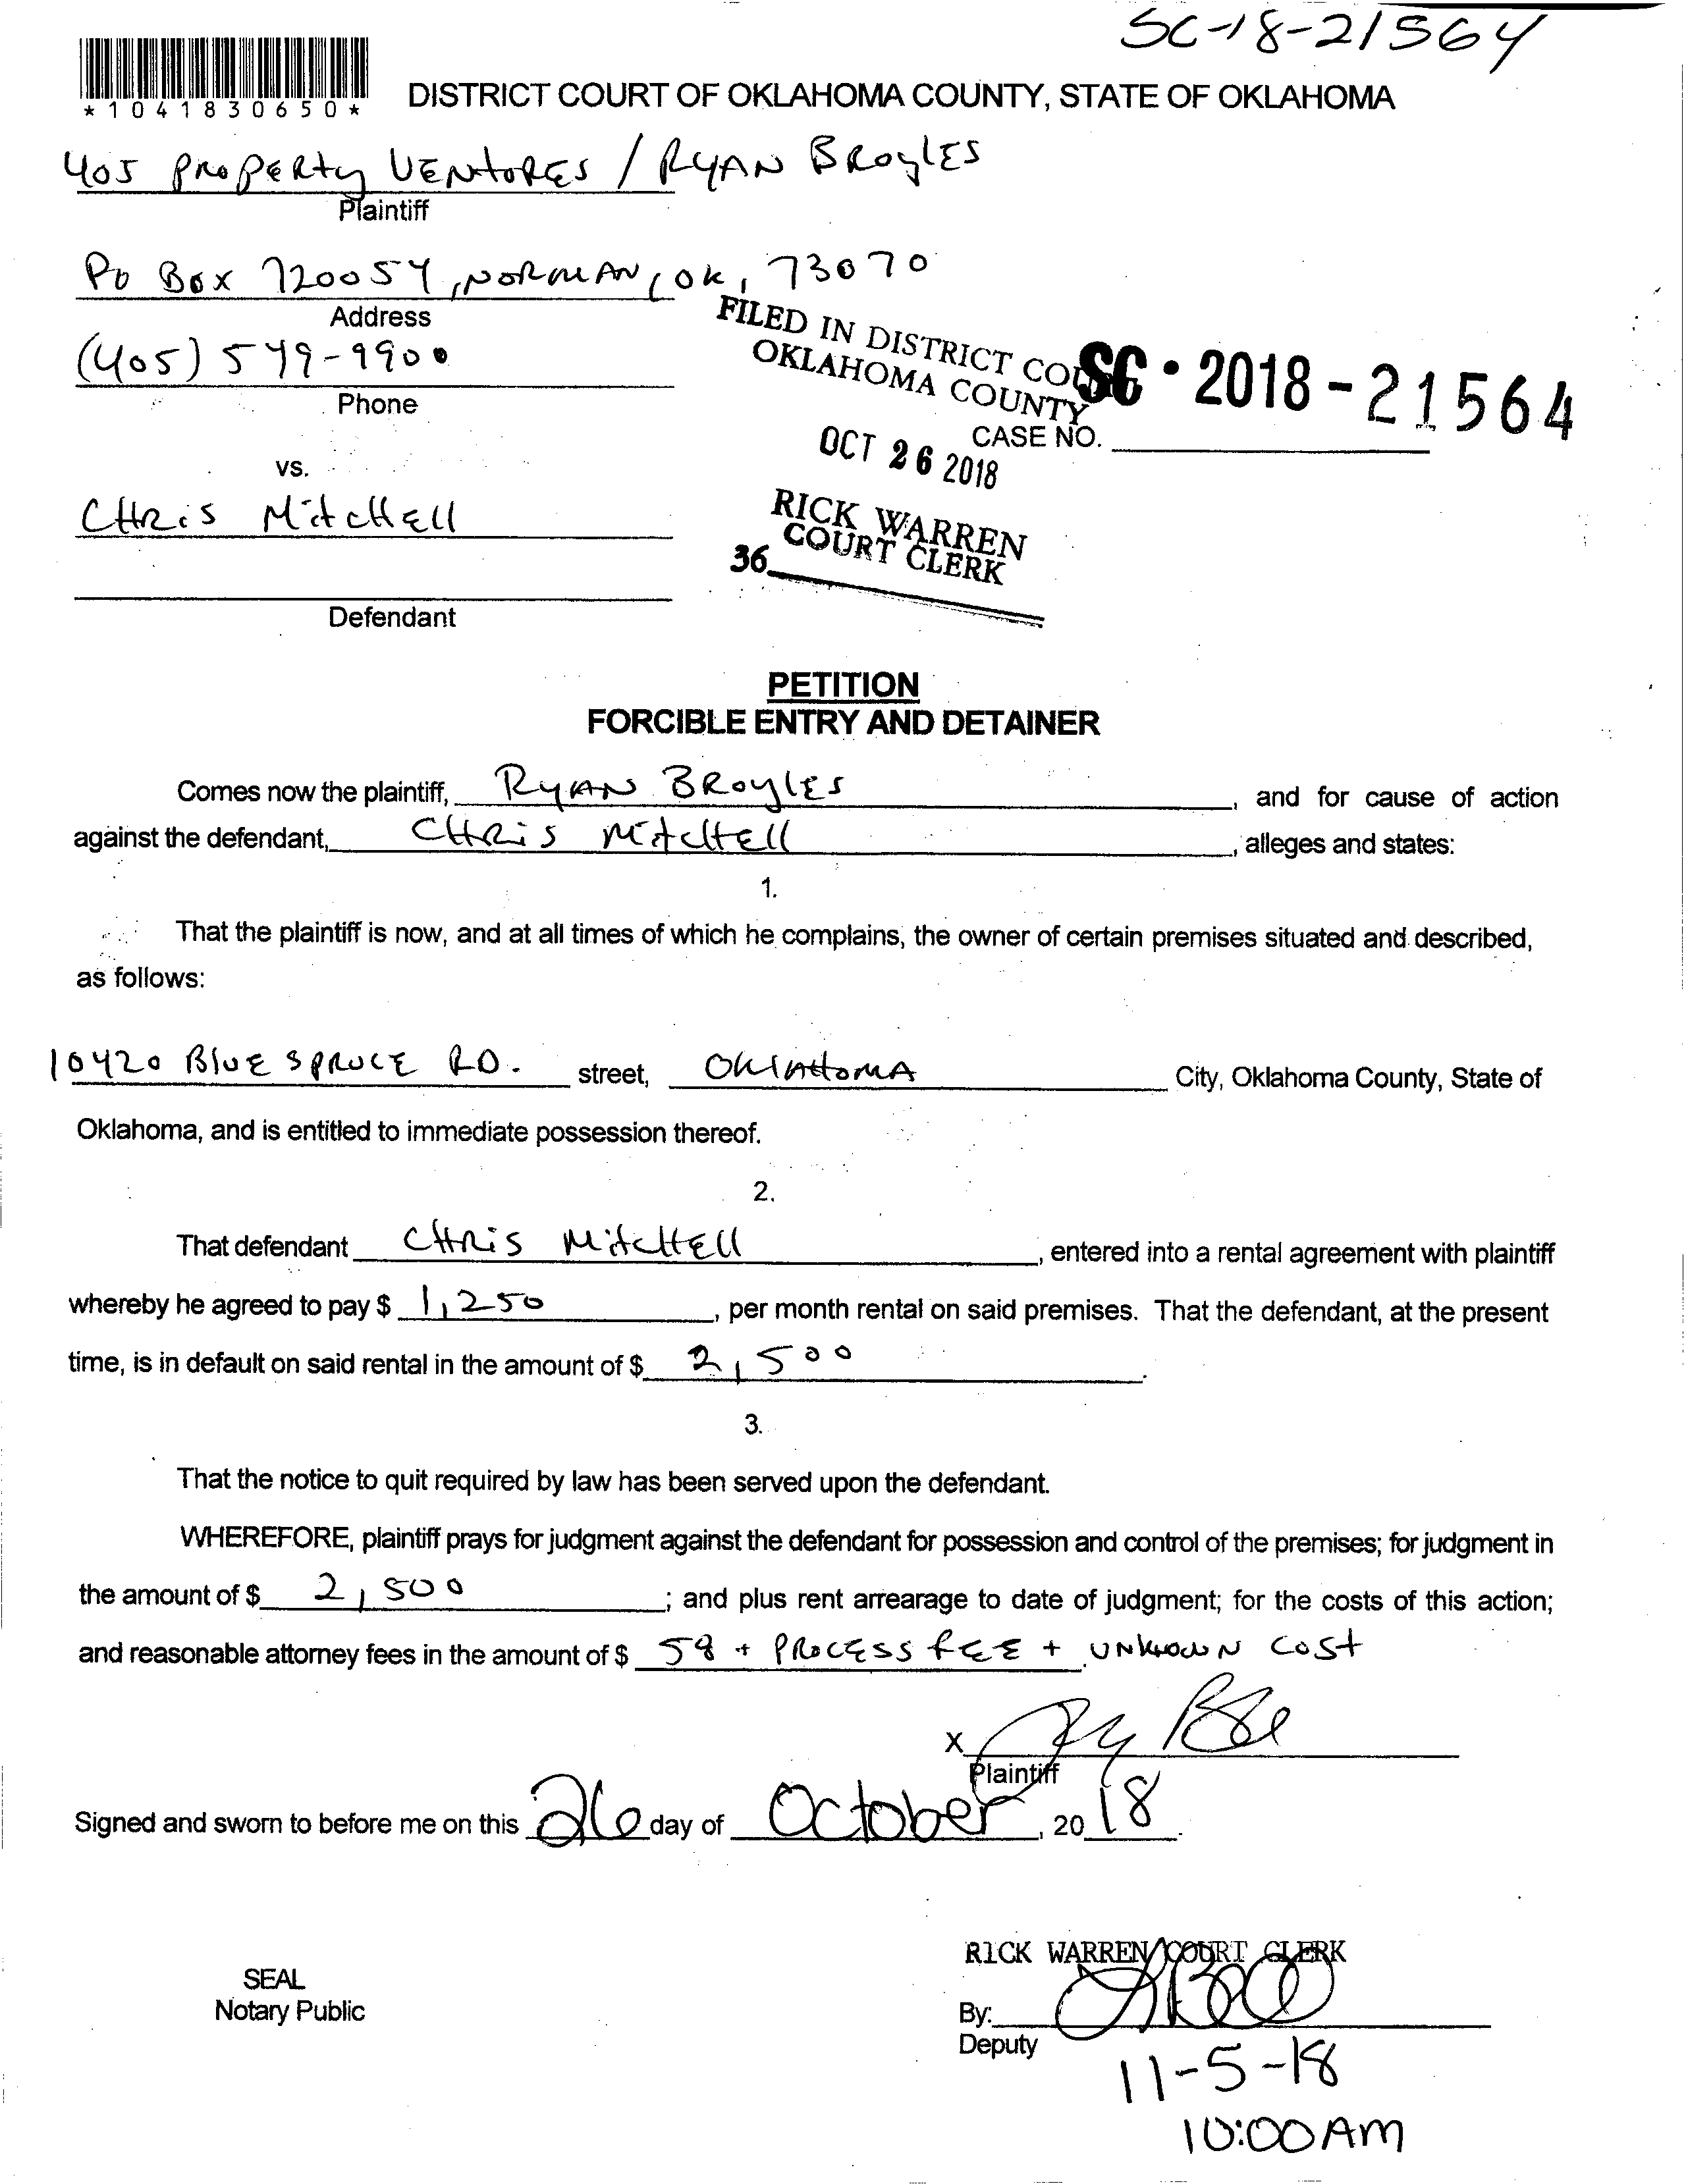 SC-18-21564
*1041830650*
DISTRICT COURT OF OKLAHOMA COUNTY, STATE OF OKLAHOMA
405 PROPERTY VENTURES / RYAN BROYLES
Plaintiff
PO BOX 720054, NORMAN, OK, 73070
Address
(405) 579-9900
Phone
FILED IN DISTRICT COURT
OKLAHOMA COUNTY
SC • 2018-21564
CASE NO.
OCT 26 2018
vs.
CHRIS MitCHELL
RICK WARREN
COURT CLERK
36
Defendant
PETITION
FORCIBLE ENTRY AND DETAINER
Comes now the plaintiff, RYAN BROYLES, and for cause of action
against the defendant, CHRIS MitCHELL, alleges and states:
1.
That the plaintiff is now, and at all times of which he complains, the owner of certain premises situated and described,
as follows:
10420 BLUE SPRUCE RD. street, OKLAHOMA City, Oklahoma County, State of
Oklahoma, and is entitled to immediate possession thereof.
2.
That defendant CHRIS MitCHELL, entered into a rental agreement with plaintiff
whereby he agreed to pay $ 1,250, per month rental on said premises. That the defendant, at the present
time, is in default on said rental in the amount of $ 2,500.
3.
That the notice to quit required by law has been served upon the defendant.
WHEREFORE, plaintiff prays for judgment against the defendant for possession and control of the premises; for judgment in
the amount of $ 2,500; and plus rent arrearage to date of judgment; for the costs of this action;
and reasonable attorney fees in the amount of $ 58 + PROCESS FEE + UNKNOWN COST
X
Plaintiff
Signed and sworn to before me on this 26 day of October, 2018.
RICK WARREN COURT CLERK
SEAL
Notary Public
By:
Deputy
11-5-18
10:00AM